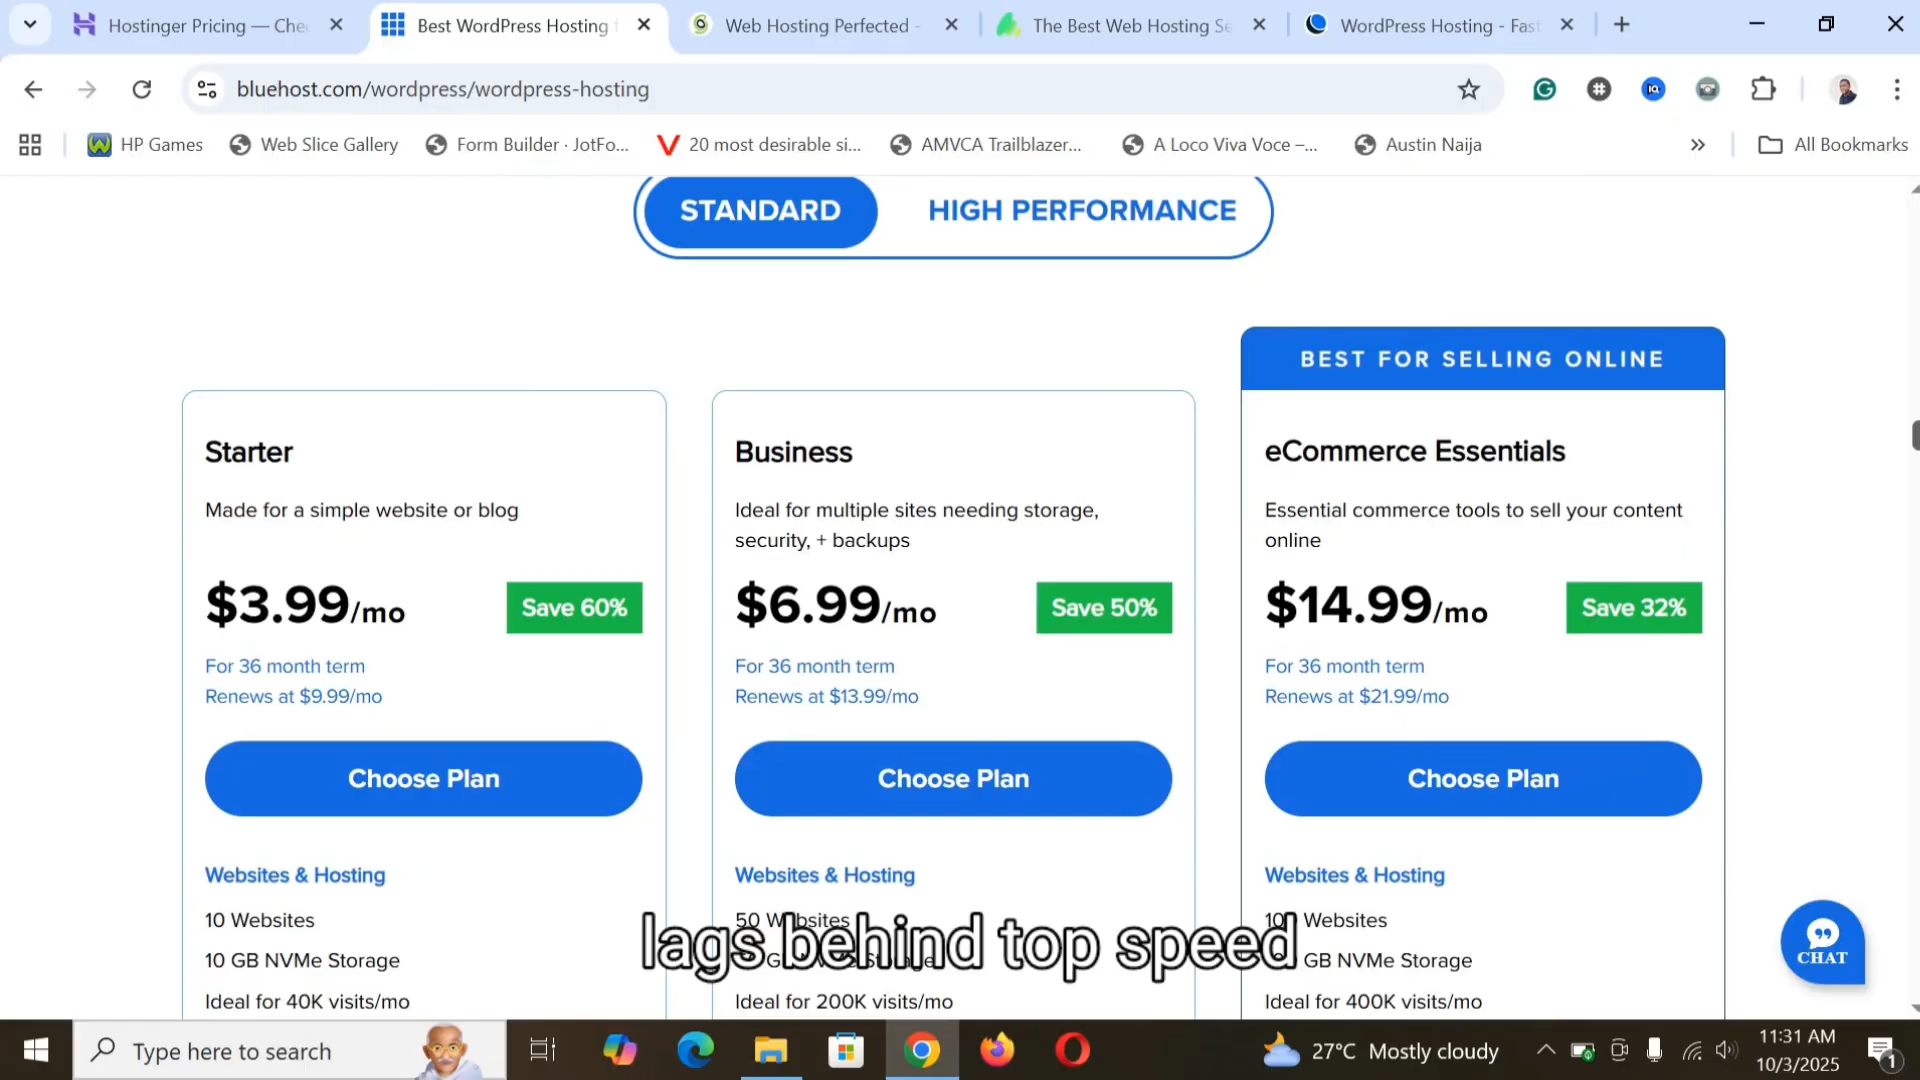 Hostinger Pricing — Che
Best WordPress Hosting f
Web Hosting Perfected -
The Best Web Hosting Se
WordPress Hosting - Fast
bluehost.com/wordpress/wordpress-hosting
HP Games
Web Slice Gallery
Form Builder · JotFo...
20 most desirable si...
AMVCA Trailblazer...
A Loco Viva Voce –...
Austin Naija
All Bookmarks
STANDARD
HIGH PERFORMANCE
BEST FOR SELLING ONLINE
Starter
Made for a simple website or blog
$3.99/mo
Save 60%
For 36 month term
Renews at $9.99/mo
Choose Plan
Websites & Hosting
10 Websites
10 GB NVMe Storage
Ideal for 40K visits/mo
Business
Ideal for multiple sites needing storage,
security, + backups
$6.99/mo
Save 50%
For 36 month term
Renews at $13.99/mo
Choose Plan
Websites & Hosting
50 Websites
Ideal for 200K visits/mo
eCommerce Essentials
Essential commerce tools to sell your content
online
$14.99/mo
Save 32%
For 36 month term
Renews at $21.99/mo
Choose Plan
Websites & Hosting
Websites
GB NVMe Storage
Ideal for 400K visits/mo
lags behind top speed
CHAT
Type here to search
27°C Mostly cloudy
11:31 AM
10/3/2025
1